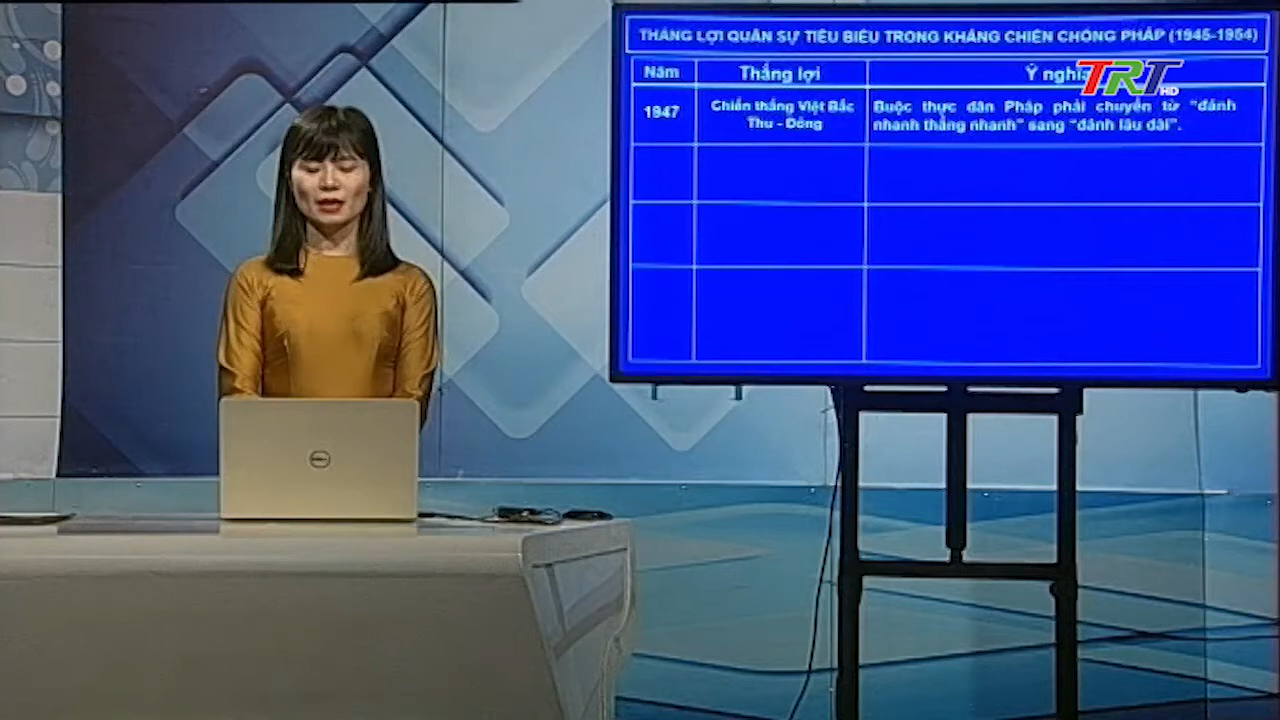 THẮNG LỢI QUÂN SỰ TIÊU BIỂU TRONG KHÁNG CHIẾN CHỐNG PHÁP (1945-1954)
Năm Thắng lợi Ý nghĩa
TRT HD
1947 Chiến thắng Việt Bắc Thu - Đông
Buộc thực dân Pháp phải chuyển từ “đánh
nhanh thắng nhanh” sang “đánh lâu dài”.
DELL